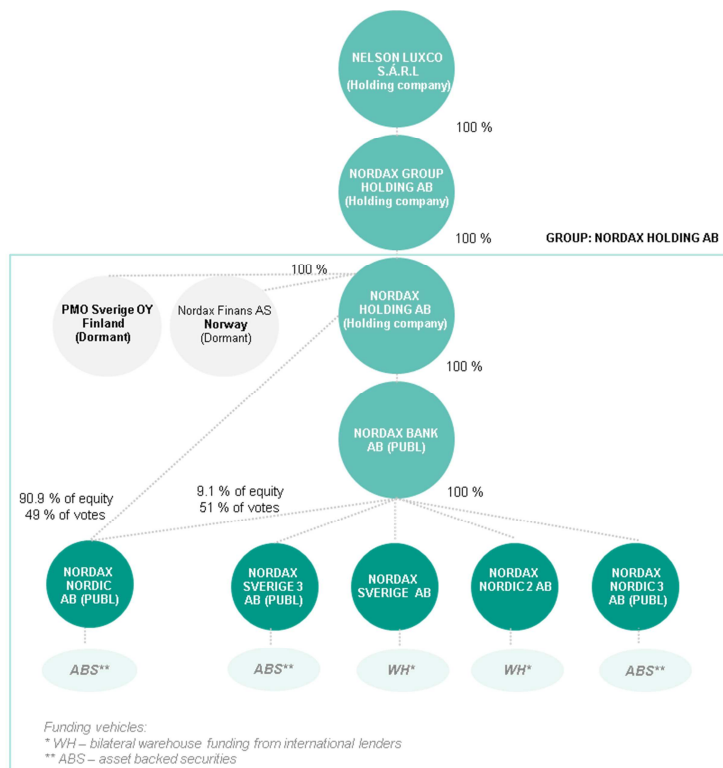 NELSON LUXCO
S.Á.R.L
(Holding company)
100 %
NORDAX GROUP
HOLDING AB
(Holding company)
100 %
GROUP: NORDAX HOLDING AB
100 %
PMO Sverige OY
Finland
(Dormant)
Nordax Finans AS
Norway
(Dormant)
NORDAX
HOLDING AB
(Holding company)
100 %
NORDAX BANK
AB (PUBL)
90.9 % of equity
49 % of votes
9.1 % of equity
51 % of votes
100 %
NORDAX
NORDIC
AB (PUBL)
NORDAX
SVERIGE 3
AB (PUBL)
NORDAX
SVERIGE AB
NORDAX
NORDIC 2 AB
NORDAX
NORDIC 3
AB (PUBL)
ABS**
ABS**
WH*
WH*
ABS**
Funding vehicles:
* WH – bilateral warehouse funding from international lenders
** ABS – asset backed securities